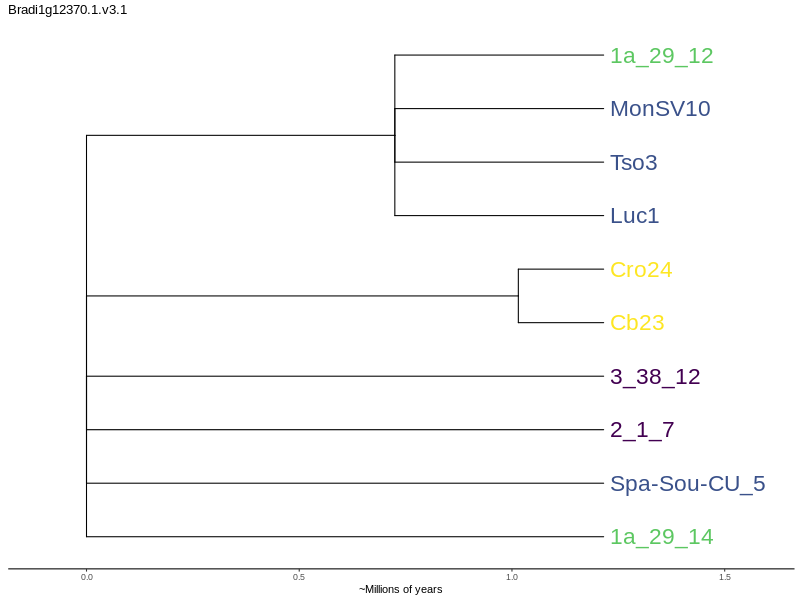 Bradi1g12370.1.v3.1
1a_29_12
MonSV10
Tso3
Luc1
Cro24
Cb23
3_38_12
2_1_7
Spa-Sou-CU_5
1a_29_14
0.0 0.5 1.0 1.5
~Millions of years